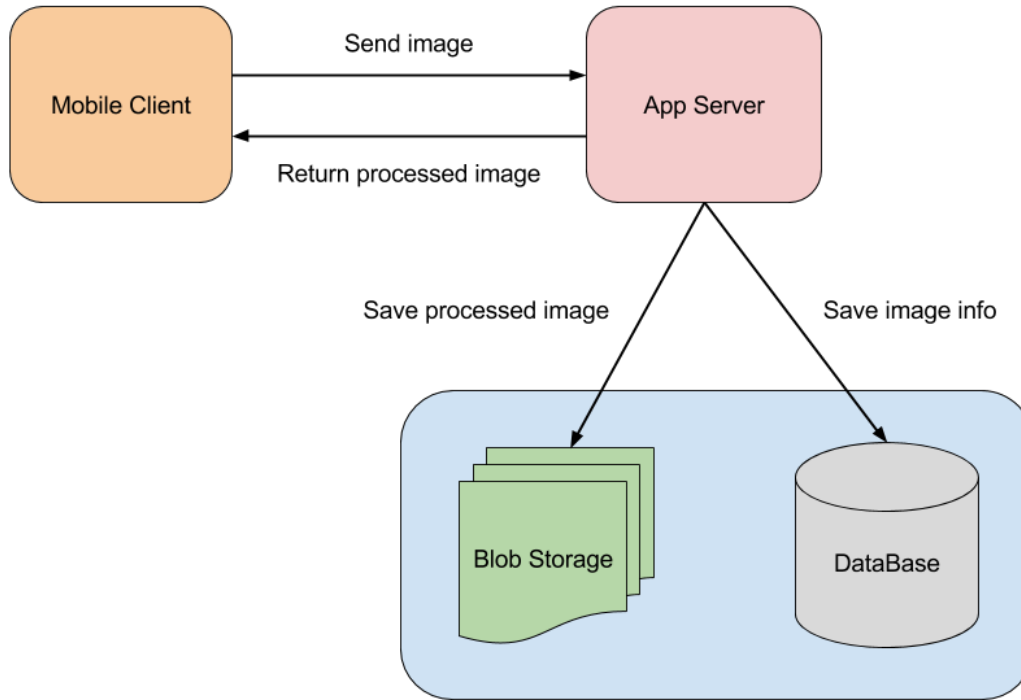 Send image
Mobile Client
App Server
Return processed image
Save processed image
Save image info
Blob Storage
DataBase